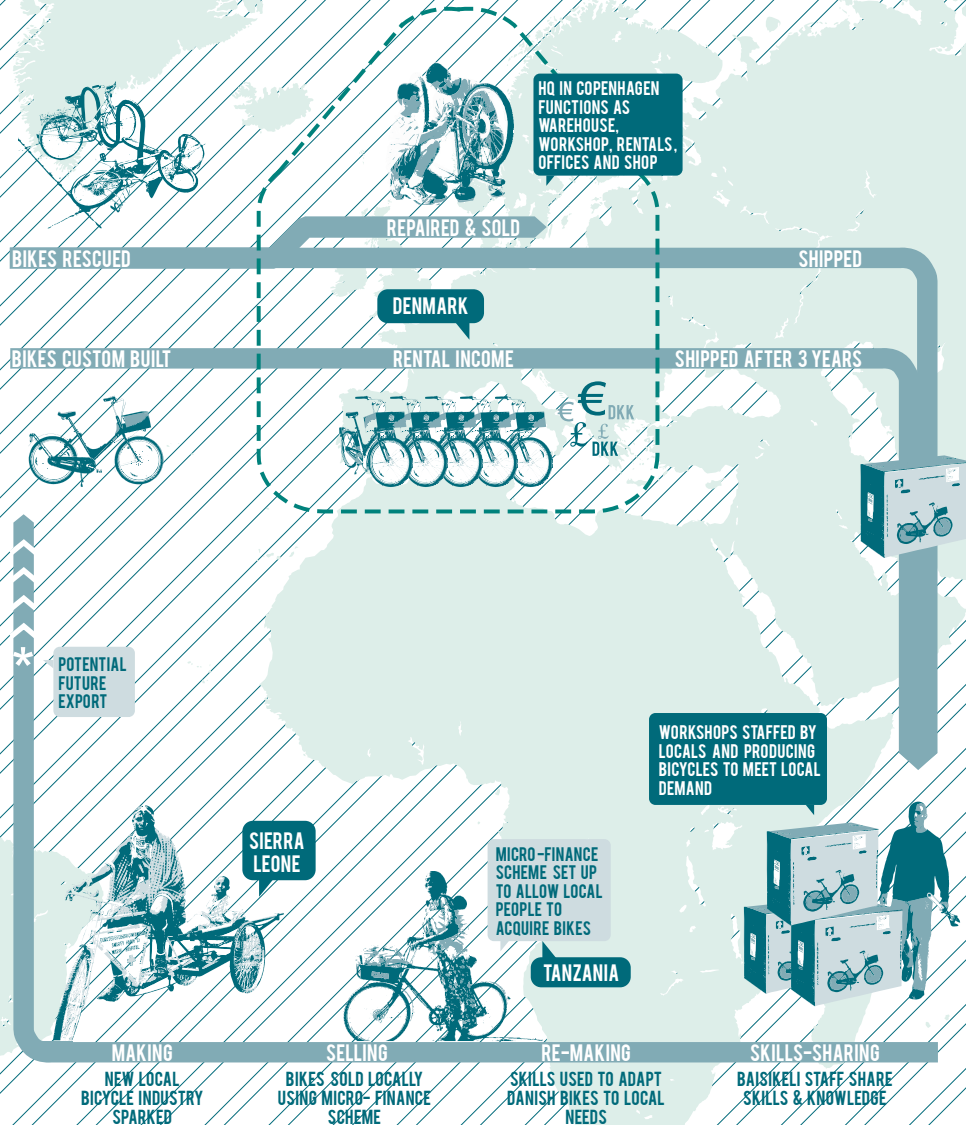 HQ IN COPENHAGEN
FUNCTIONS AS
WAREHOUSE,
WORKSHOP, RENTALS,
OFFICES AND SHOP
REPAIRED & SOLD
BIKES RESCUED
SHIPPED
DENMARK
BIKES CUSTOM BUILT
RENTAL INCOME
SHIPPED AFTER 3 YEARS
€ € DKK
£ £
DKK
*
POTENTIAL
FUTURE
EXPORT
WORKSHOPS STAFFED BY
LOCALS AND PRODUCING
BICYCLES TO MEET LOCAL
DEMAND
SIERRA
LEONE
MICRO-FINANCE
SCHEME SET UP
TO ALLOW LOCAL
PEOPLE TO
ACQUIRE BIKES
TANZANIA
MAKING
NEW LOCAL
BICYCLE INDUSTRY
SPARKED
SELLING
BIKES SOLD LOCALLY
USING MICRO- FINANCE
SCHEME
RE-MAKING
SKILLS USED TO ADAPT
DANISH BIKES TO LOCAL
NEEDS
SKILLS-SHARING
BAISIKELI STAFF SHARE
SKILLS & KNOWLEDGE